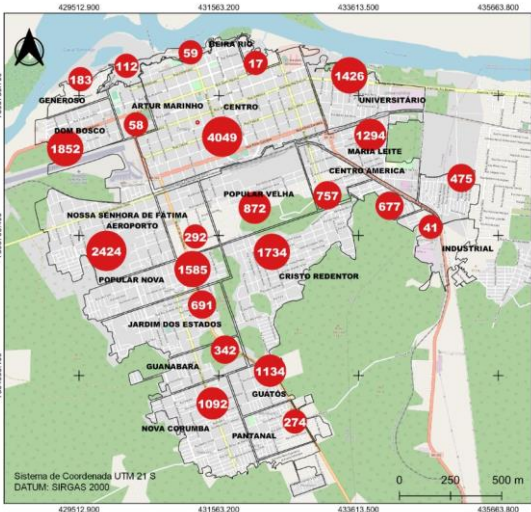 429512.900 431563.200 433613.500 435663.800
BEIRA RIO
59
17
112
183
1426
GENEROSO
ARTUR MARINHO
CENTRO
UNIVERSITÁRIO
DOM BOSCO
58
4049
1294
1852
MARIA LEITE
CENTRO AMERICA
475
POPULAR VELHA
757
677
872
NOSSA SENHORA DE FÁTIMA
AEROPORTO
292
41
2424
1734
INDUSTRIAL
1585
POPULAR NOVA
CRISTO REDENTOR
691
JARDIM DOS ESTADOS
342
GUANABARA
1134
GUATÓS
1092
274
NOVA CORUMBÁ
PANTANAL
Sistema de Coordenada UTM 21 S
DATUM: SIRGAS 2000
0 250 500 m
429512.900 431563.200 433613.500 435663.800